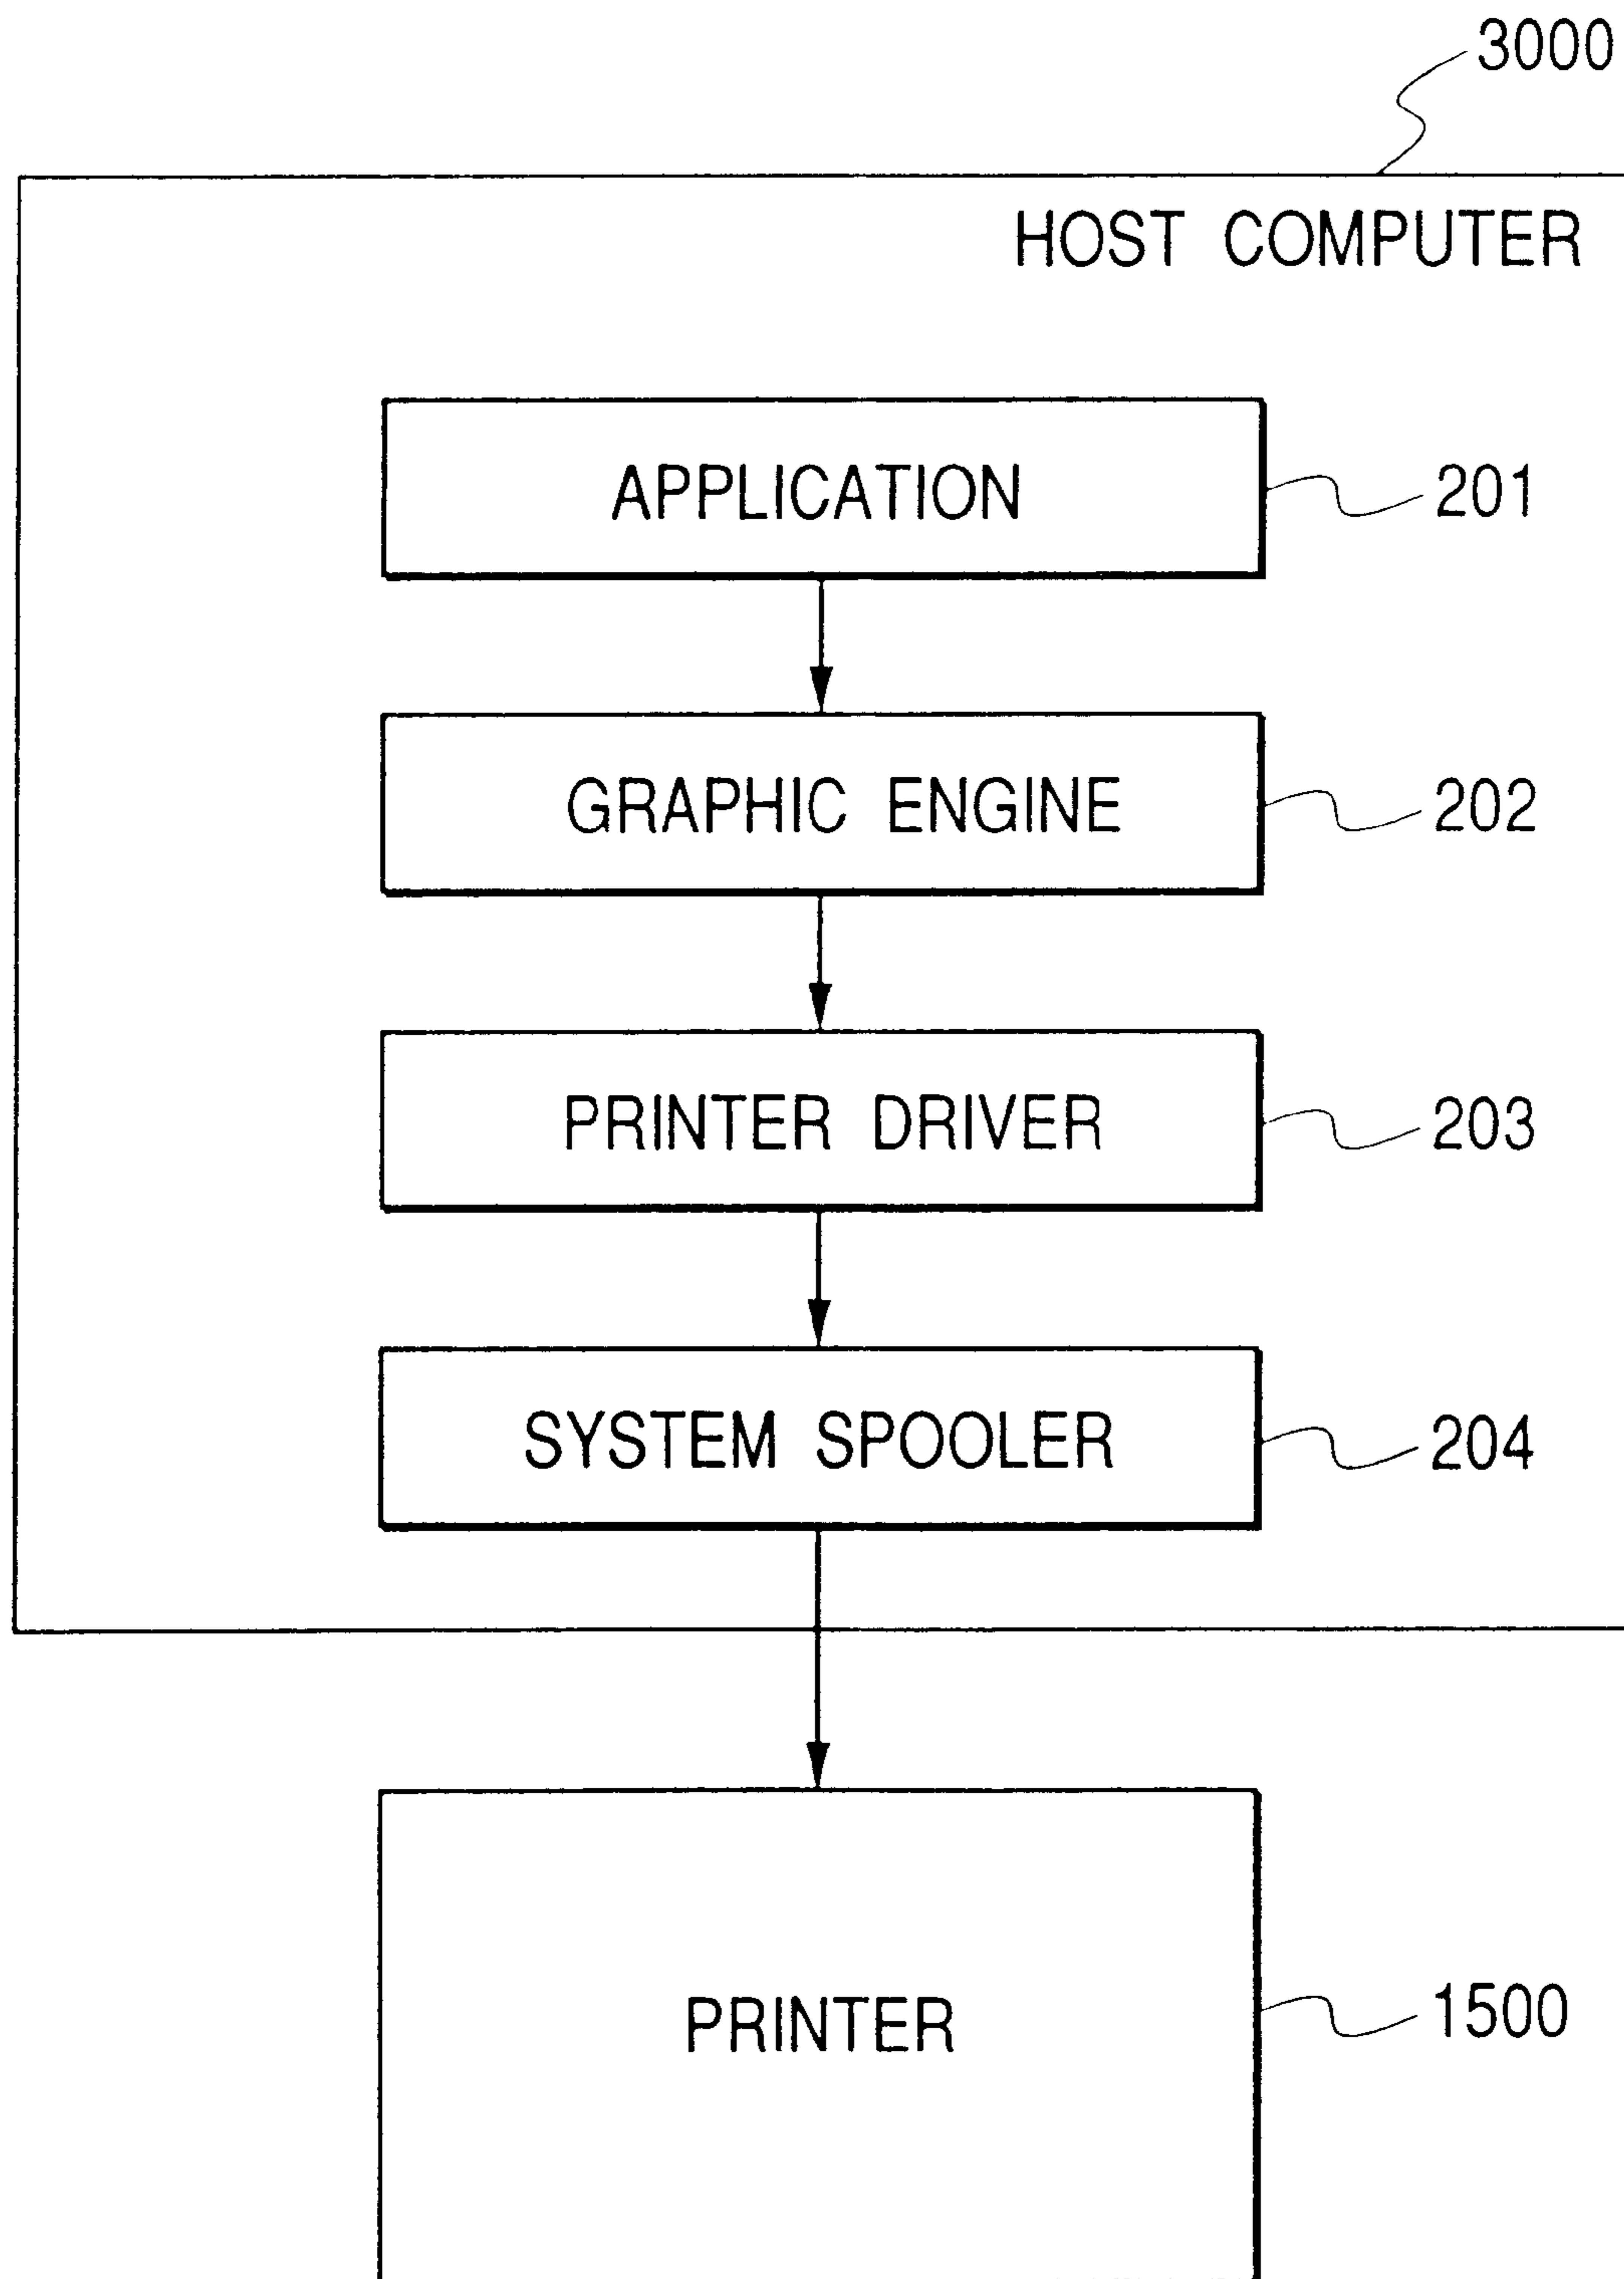 3000
HOST COMPUTER
APPLICATION
201
GRAPHIC ENGINE
202
PRINTER DRIVER
203
SYSTEM SPOOLER
204
PRINTER
1500